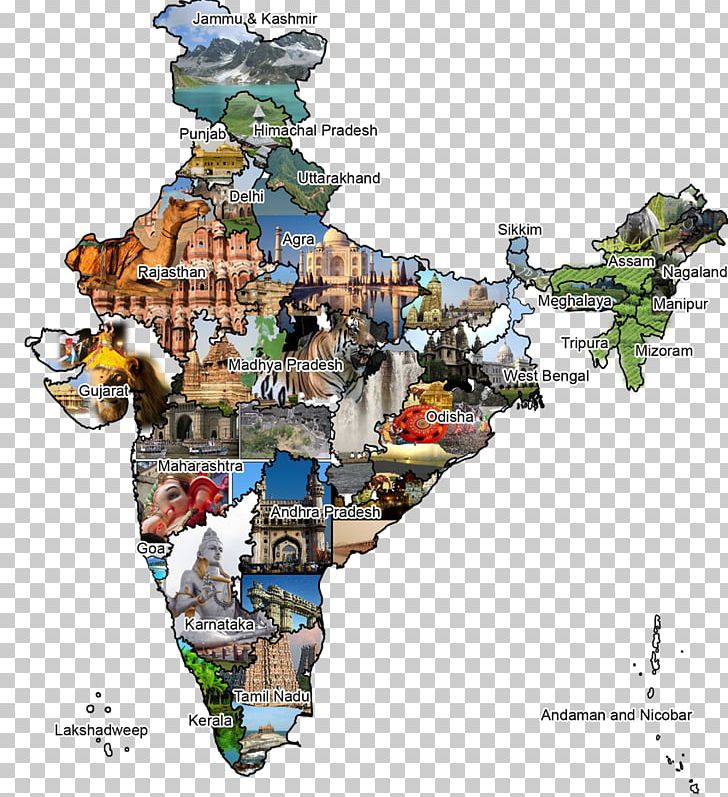 Jammu & Kashmir
Punjab
Himachal Pradesh
Uttarakhand
Delhi
Sikkim
Agra
Assam
Rajasthan
Nagaland
Meghalaya
Manipur
Tripura
Mizoram
Madhya Pradesh
West Bengal
Gujarat
Odisha
Maharashtra
Andhra Pradesh
Goa
Karnataka
Tamil Nadu
Kerala
Andaman and Nicobar
Lakshadweep